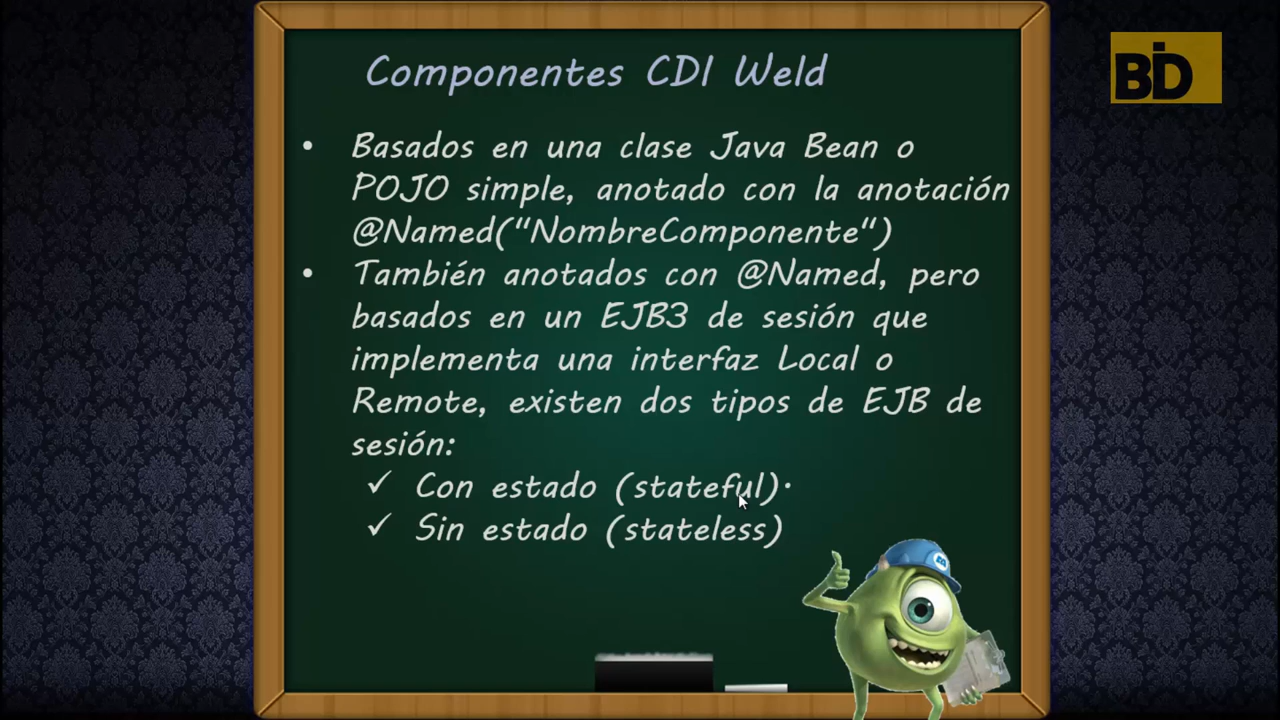 Componentes CDI Weld
BID
• Basados en una clase Java Bean o
POJO simple, anotado con la anotación
@Named("NombreComponente")
• También anotados con @Named, pero
basados en un EJB3 de sesión que
implementa una interfaz Local o
Remote, existen dos tipos de EJB de
sesión:
✓ Con estado (stateful)·
✓ Sin estado (stateless)